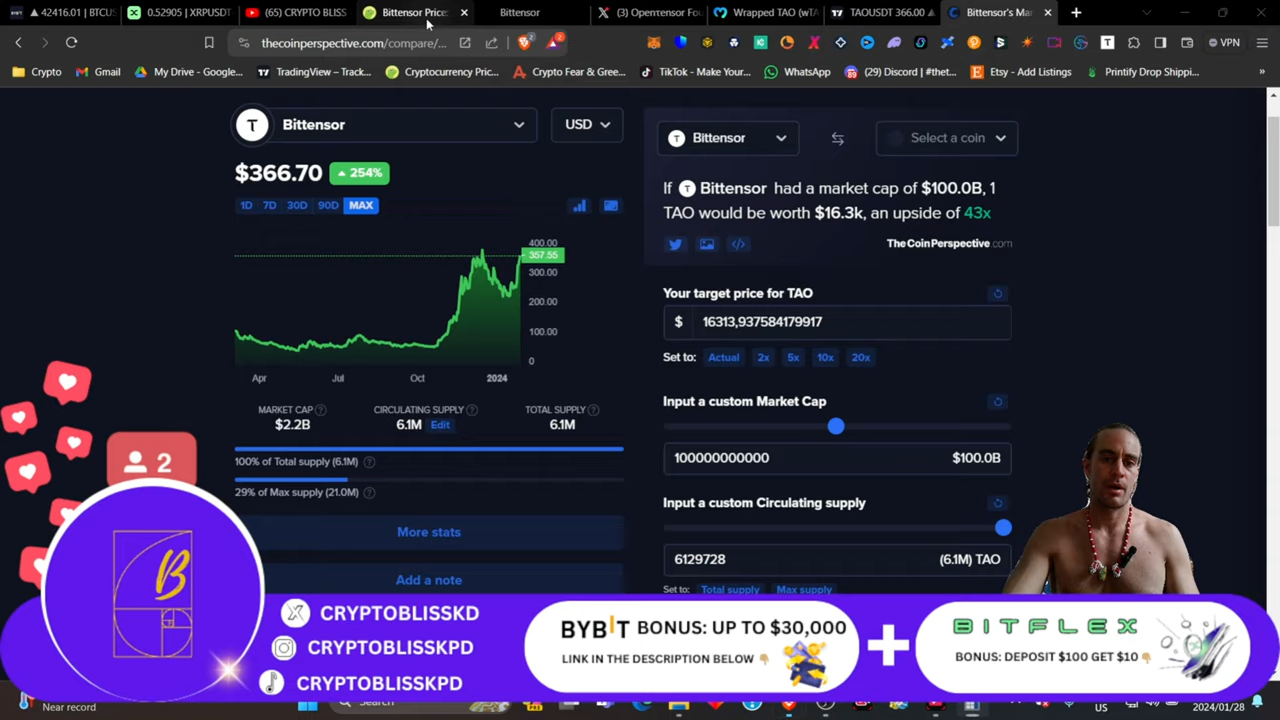 42416.01 | BTCUS
0.52905 | XRPUSDT
(65) CRYPTO BLISS
Bittensor Price:
Bittensor
(3) Opentensor Fou
Wrapped TAO (wTA
TAOUSDT 366.00
Bittensor's Ma
thecoinperspective.com/compare/...
VPN
Crypto
Gmail
My Drive - Google...
TradingView – Track...
Cryptocurrency Pric...
Crypto Fear & Gree...
TikTok - Make Your...
WhatsApp
(29) Discord | #thet...
Etsy - Add Listings
Printify Drop Shippi...
T
Bittensor
USD
$366.70
254%
1D 7D 30D 90D MAX
400.00
357.55
300.00
200.00
100.00
0
Apr Jul Oct 2024
MARKET CAP
$2.2B
CIRCULATING SUPPLY
6.1M Edit
TOTAL SUPPLY
6.1M
100% of Total supply (6.1M)
29% of Max supply (21.0M)
More stats
Add a note
T Bittensor
Select a coin
If T Bittensor had a market cap of $100.0B, 1
TAO would be worth $16.3k, an upside of 43x
TheCoinPerspective.com
Your target price for TAO
$ 16313,937584179917
Set to: Actual 2x 5x 10x 20x
Input a custom Market Cap
100000000000 $100.0B
Input a custom Circulating supply
6129728 (6.1M) TAO
Set to: Total supply Max supply
2
B
CRYPTOBLISSKD
CRYPTOBLISSKPD
CRYPTOBLISSKPD
BYBIT BONUS: UP TO $30,000
LINK IN THE DESCRIPTION BELOW
BITFLEX
BONUS: DEPOSIT $100 GET $10
Near record
Search
US
2024/01/28